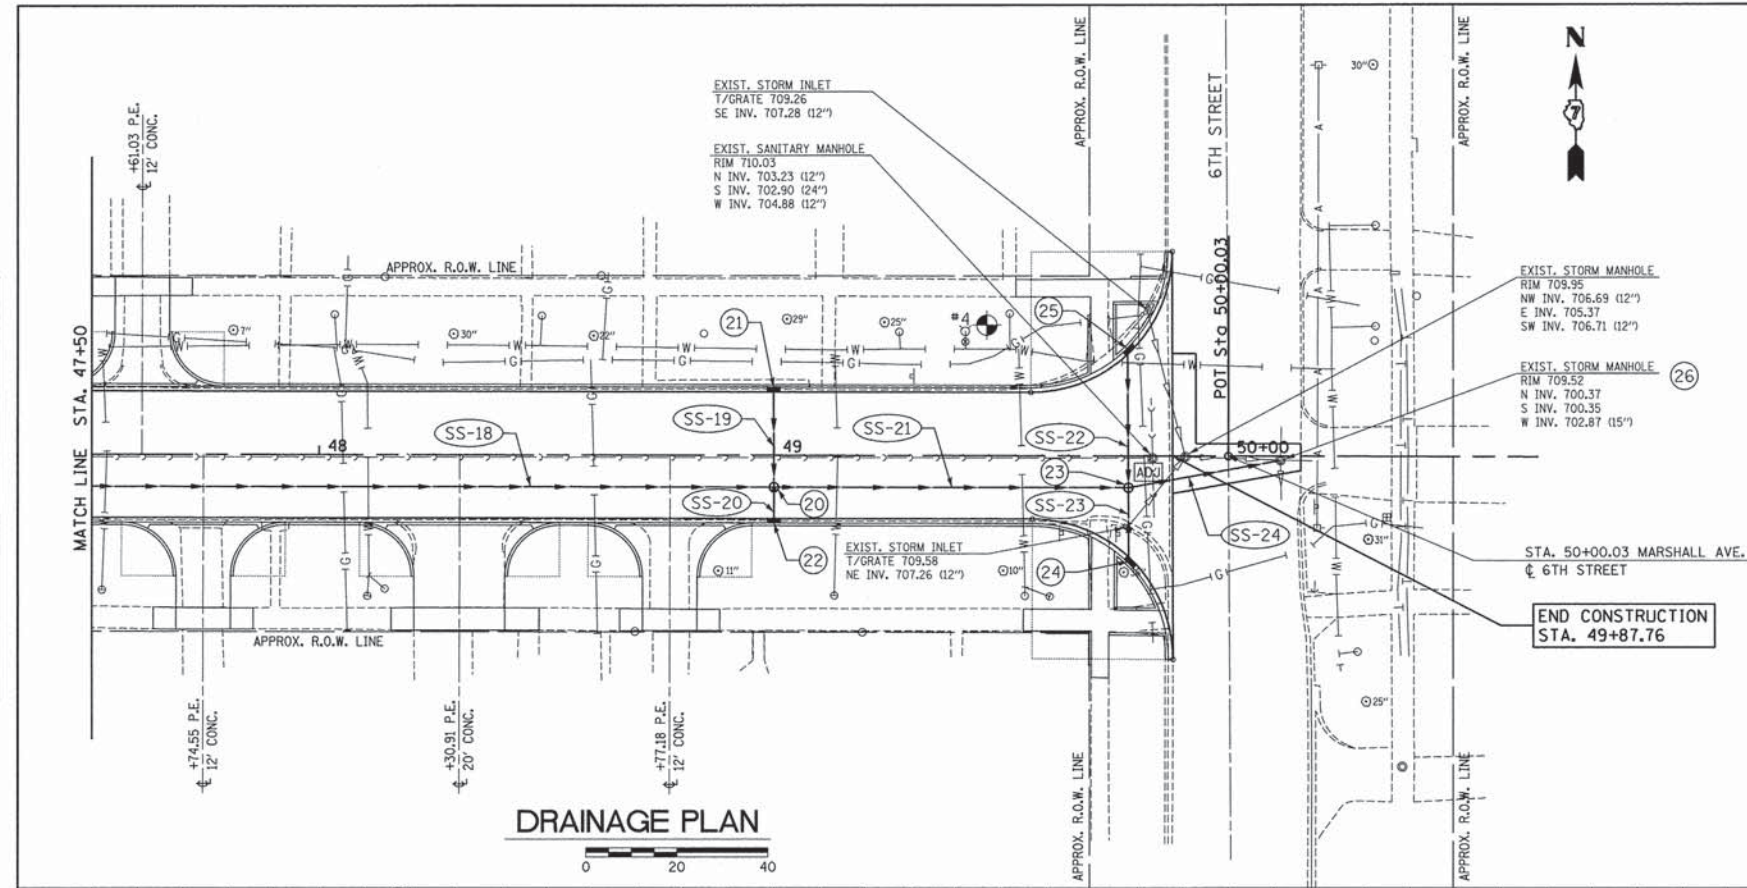 EXIST. STORM INLET
T/GRATE 709.26
SE INV. 707.28 (12")
EXIST. SANITARY MANHOLE
RIM 710.03
N INV. 703.23 (12")
S INV. 702.90 (24")
W INV. 704.88 (12")
+61.03 P.E.
℄ 12' CONC.
APPROX. R.O.W. LINE
6TH STREET
APPROX. R.O.W. LINE
N
7
30"
A
A
A
A
POT Sta 50+00.03
EXIST. STORM MANHOLE
RIM 709.95
NW INV. 706.69 (12")
E INV. 705.37
SW INV. 706.71 (12")
EXIST. STORM MANHOLE
RIM 709.52
N INV. 700.37
S INV. 700.35
W INV. 702.87 (15")
26
APPROX. R.O.W. LINE
MATCH LINE STA. 47+50
7"
30"
22"
29"
25"
#4
21
25
W
W
W
W
W
G
G
G
G
G
SS-18
SS-19
SS-21
SS-22
48
49
50+00
ADJ
23
SS-20
20
SS-23
SS-24
22
24
EXIST. STORM INLET
T/GRATE 709.58
NE INV. 707.26 (12")
11"
10"
31"
25"
STA. 50+00.03 MARSHALL AVE.
℄ 6TH STREET
END CONSTRUCTION
STA. 49+87.76
APPROX. R.O.W. LINE
+74.55 P.E.
℄ 12' CONC.
+30.91 P.E.
℄ 20' CONC.
+77.18 P.E.
℄ 12' CONC.
APPROX. R.O.W. LINE
APPROX. R.O.W. LINE
DRAINAGE PLAN
0 20 40